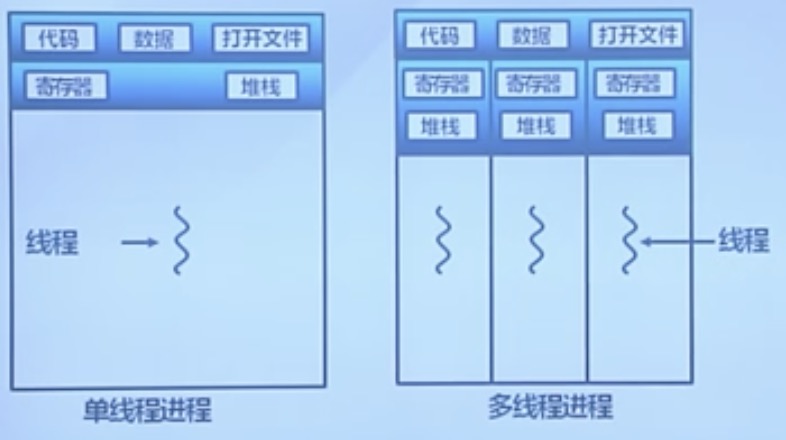 代码 数据 打开文件
寄存器 堆栈
线程
单线程进程
代码 数据 打开文件
寄存器 寄存器 寄存器
堆栈 堆栈 堆栈
线程
多线程进程